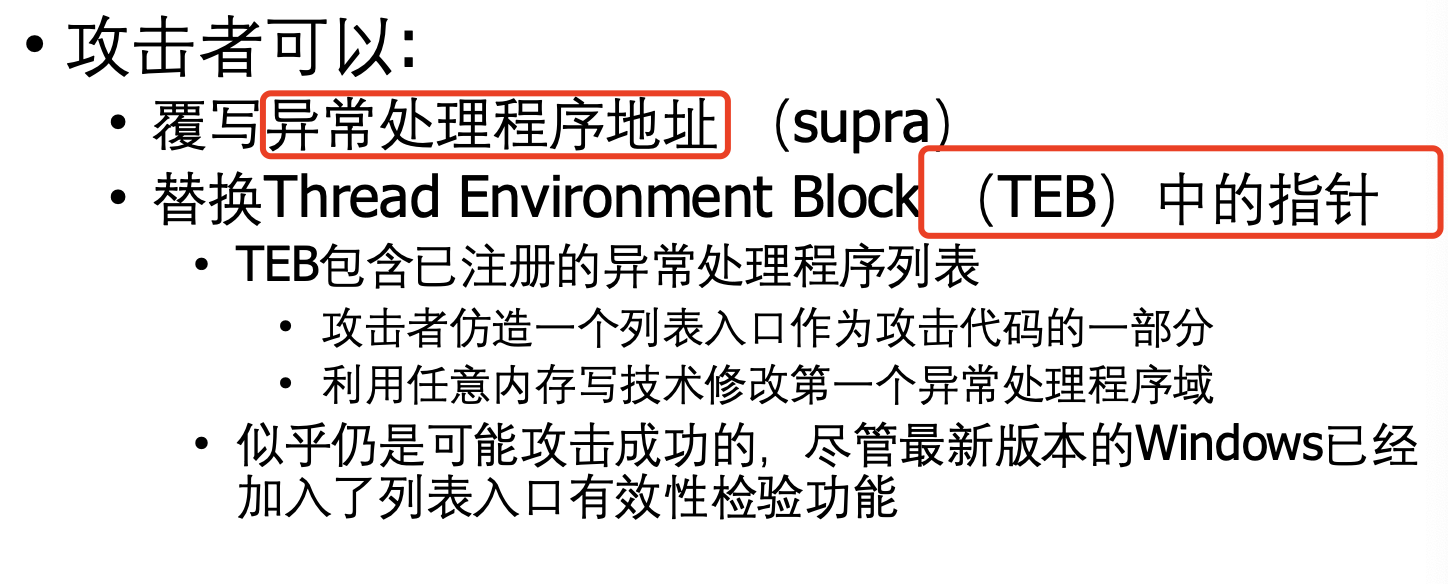 • 攻击者可以:
• 覆写异常处理程序地址 （supra）
• 替换Thread Environment Block （TEB）中的指针
• TEB包含已注册的异常处理程序列表
• 攻击者仿造一个列表入口作为攻击代码的一部分
• 利用任意内存写技术修改第一个异常处理程序域
• 似乎仍是可能攻击成功的，尽管最新版本的Windows已经
加入了列表入口有效性检验功能